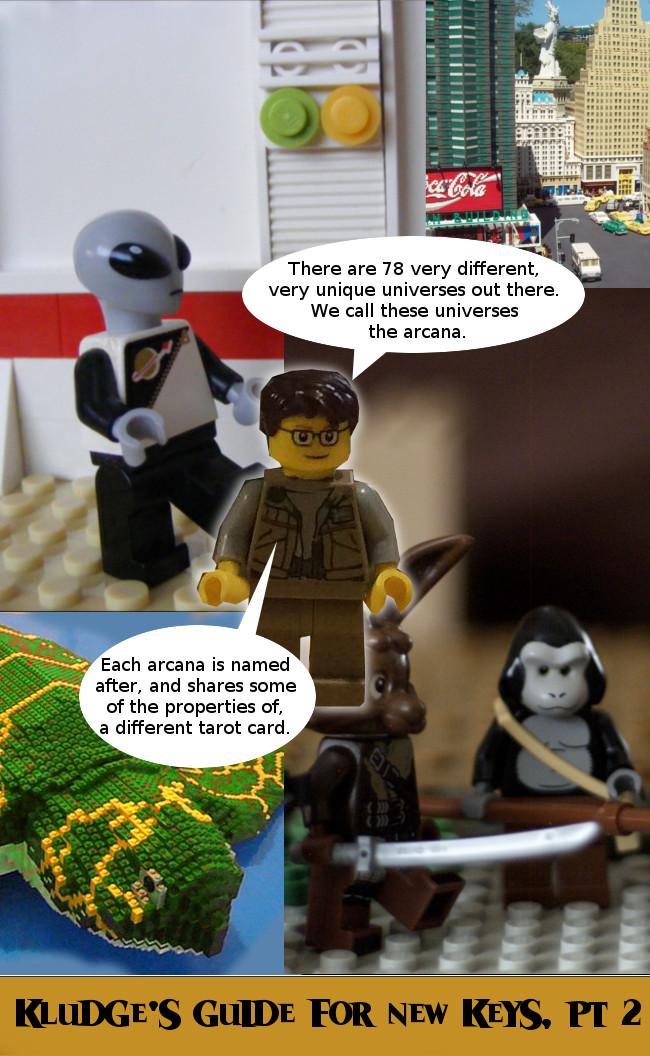 Coca-Cola
BUILDING
There are 78 very different,
very unique universes out there.
We call these universes
the arcana.
Each arcana is named
after, and shares some
of the properties of,
a different tarot card.
KLUDGE'S GUIDE FOR NEW KEYS, PT 2